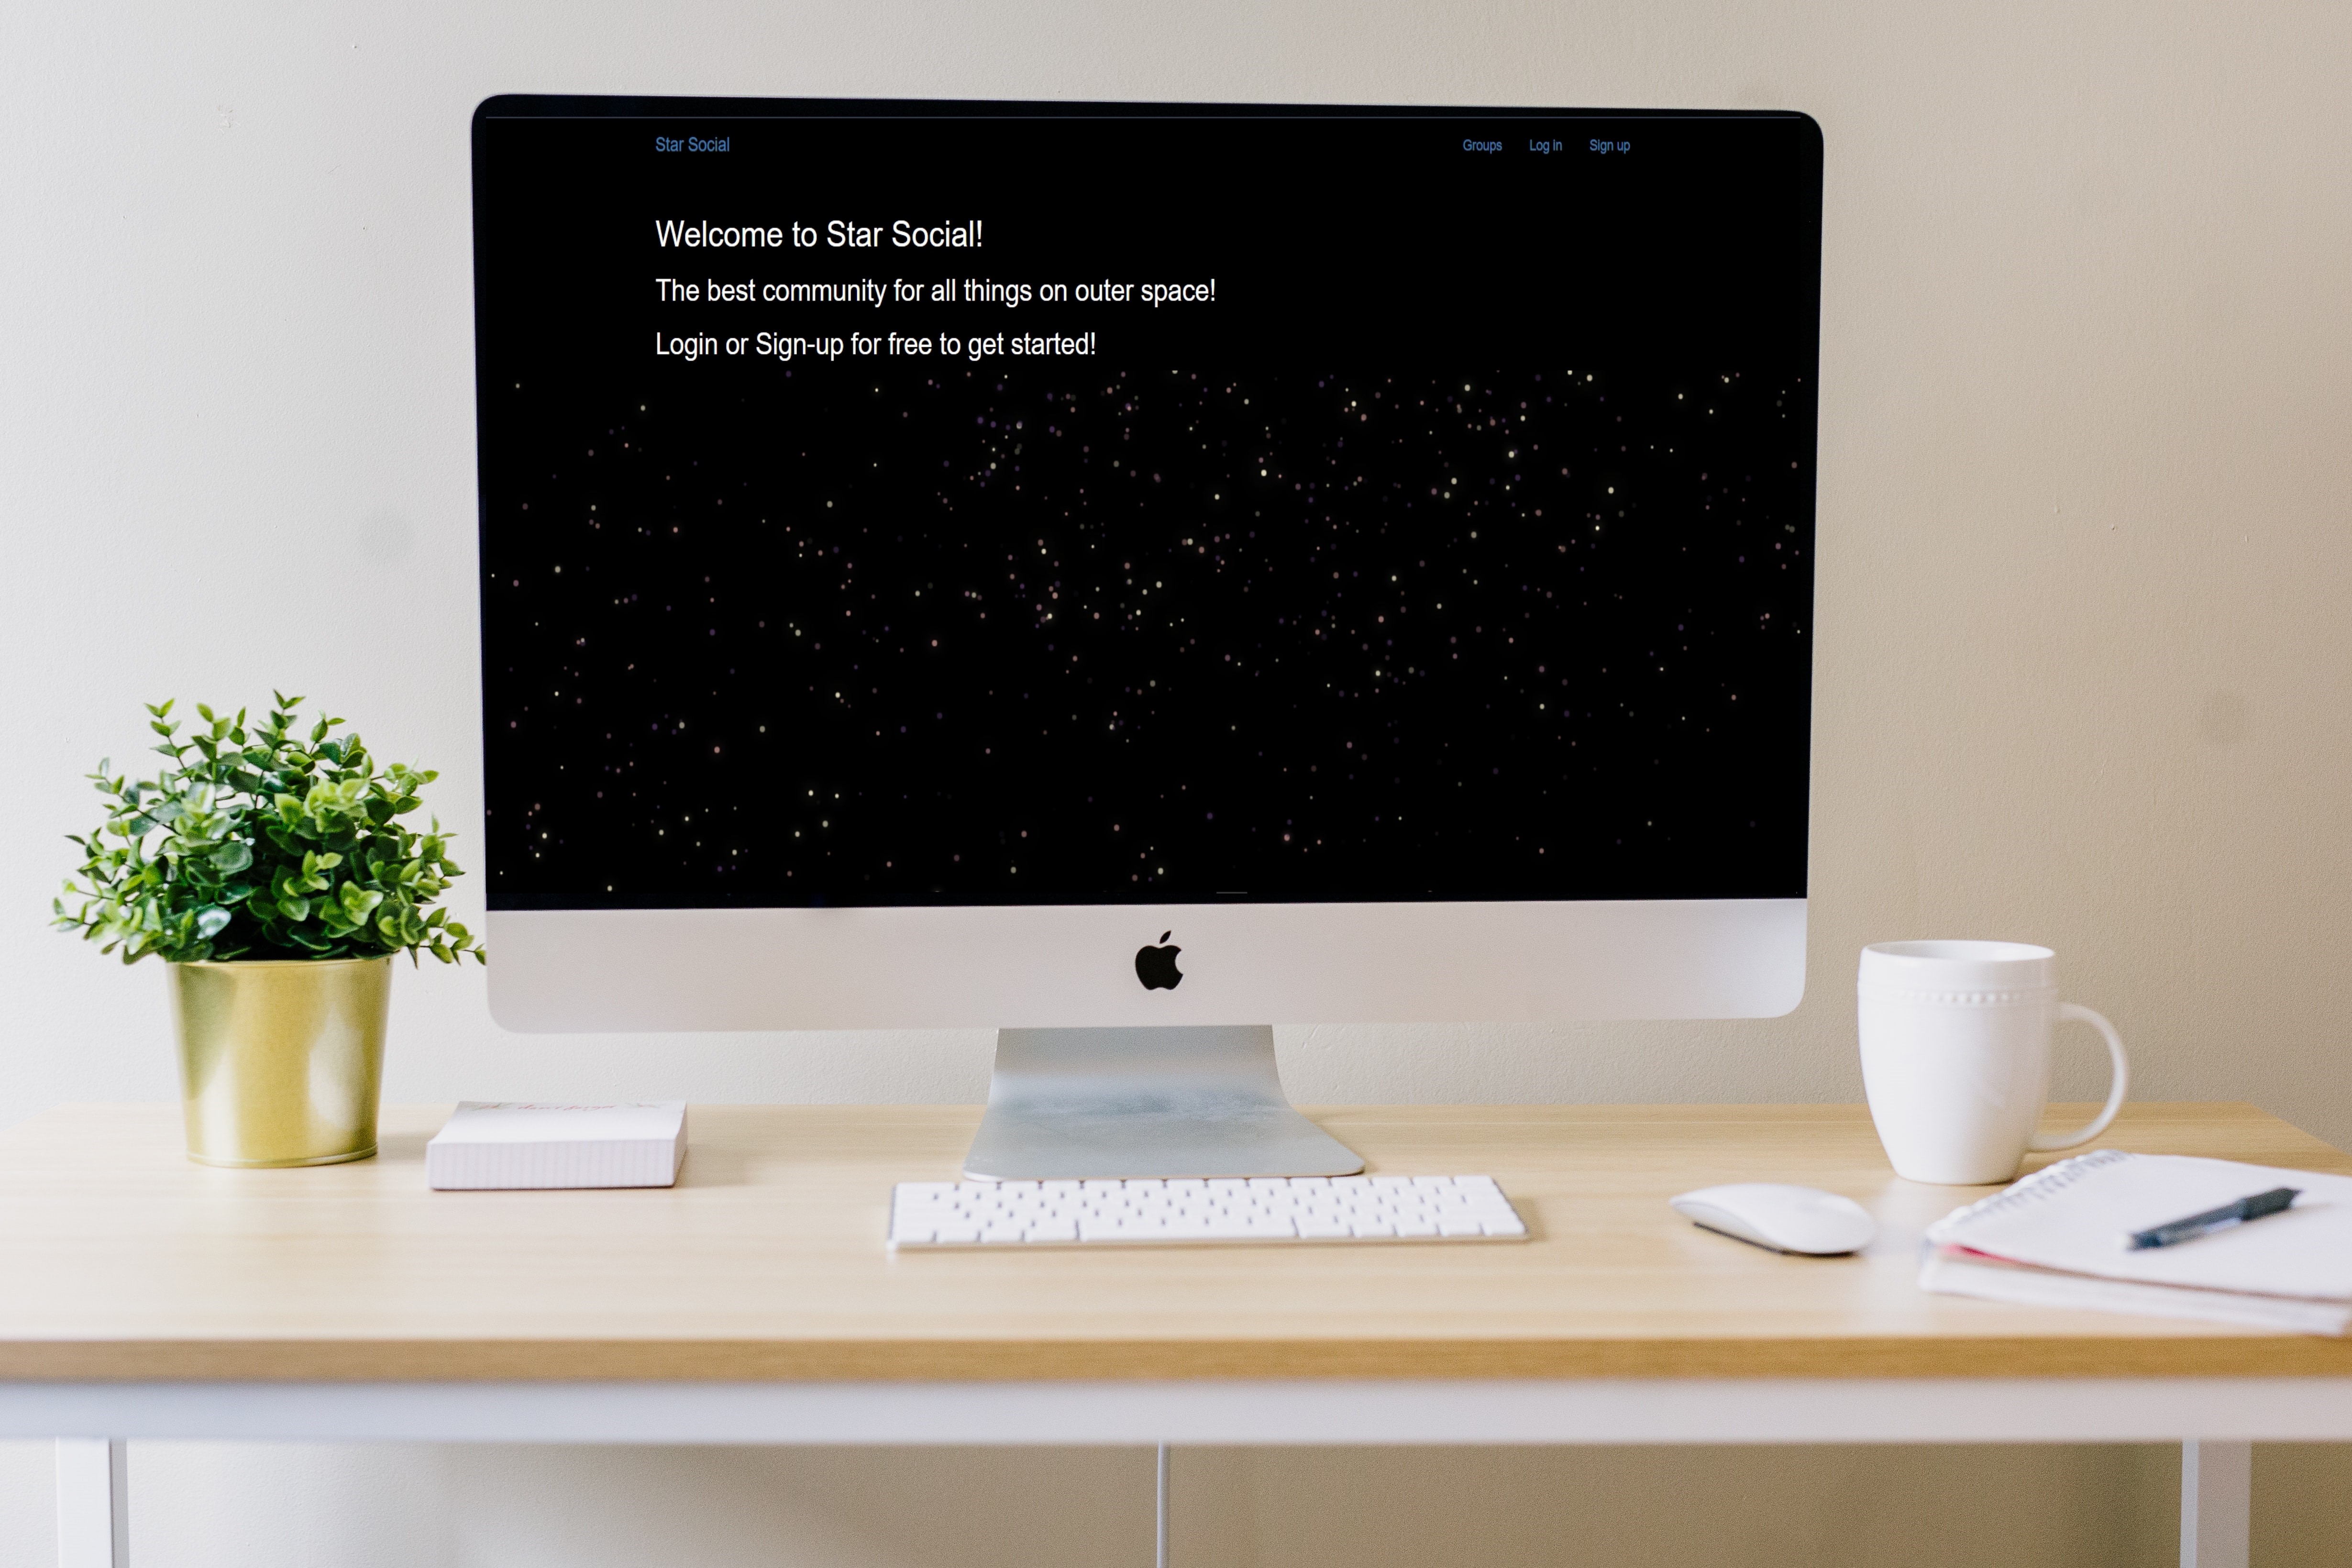 Star Social
Groups Log in Sign up
Welcome to Star Social!
The best community for all things on outer space!
Login or Sign-up for free to get started!